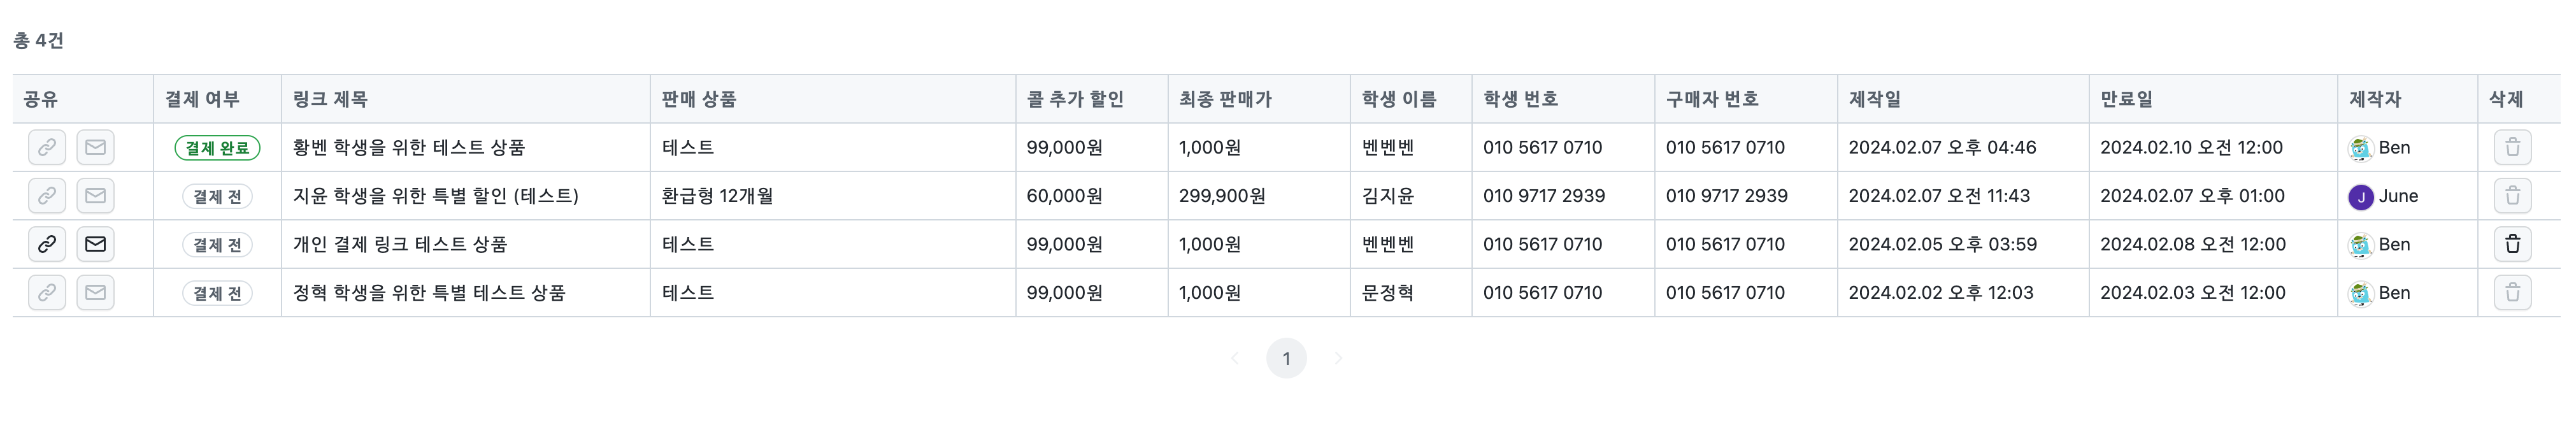 총 4건
공유 결제 여부 링크 제목 판매 상품 콜 추가 할인 최종 판매가 학생 이름 학생 번호 구매자 번호 제작일 만료일 제작자 삭제
결제 완료 황벤 학생을 위한 테스트 상품 테스트 99,000원 1,000원 벤벤벤 010 5617 0710 010 5617 0710 2024.02.07 오후 04:46 2024.02.10 오전 12:00 Ben
결제 전 지윤 학생을 위한 특별 할인 (테스트) 환급형 12개월 60,000원 299,900원 김지윤 010 9717 2939 010 9717 2939 2024.02.07 오전 11:43 2024.02.07 오후 01:00 J June
결제 전 개인 결제 링크 테스트 상품 테스트 99,000원 1,000원 벤벤벤 010 5617 0710 010 5617 0710 2024.02.05 오후 03:59 2024.02.08 오전 12:00 Ben
결제 전 정혁 학생을 위한 특별 테스트 상품 테스트 99,000원 1,000원 문정혁 010 5617 0710 010 5617 0710 2024.02.02 오후 12:03 2024.02.03 오전 12:00 Ben
1